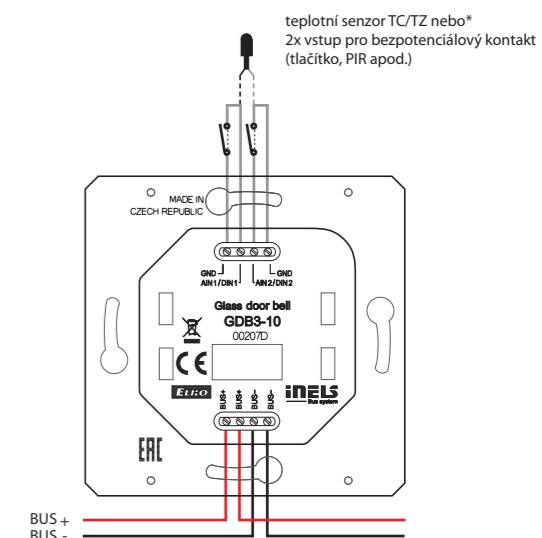 teplotní senzor TC/TZ nebo*
2x vstup pro bezpotenciálový kontakt
(tlačítko, PIR apod.)
MADE IN
CZECH REPUBLIC
GND
AIN1/DIN1
GND
AIN2/DIN2
Glass door bell
GDB3-10
00207D
CE
ELKO
BUS+
BUS+
BUS-
BUS-
iNELS
Bus system
EAC
BUS +
BUS -